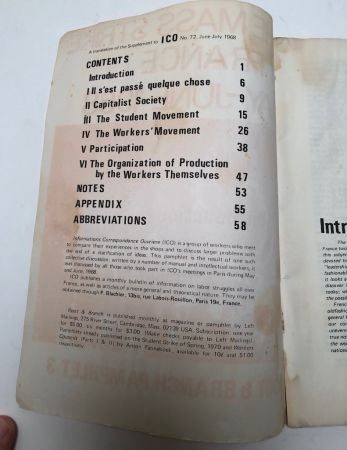 A translation of the Supplement to ICO No. 72, June-July 1968
CONTENTS
Introduction 1
I Il s'est passé quelque chose 6
II Capitalist Society 9
III The Student Movement 15
IV The Workers' Movement 26
V Participation 38
VI The Organization of Production
by the Workers Themselves 47
NOTES 53
APPENDIX 55
ABBREVIATIONS 58
Informations Correspondance Ouvrière (ICO) is a group of workers who meet
to compare their experiences in the shops and to discuss larger problems with
the end of a clarification of ideas. This pamphlet is the result of one such
collective discussion: written by a number of manual and intellectual workers, it
was discussed by all those who took part in ICO's meetings in Paris during May
and June, 1968.
ICO publishes a monthly bulletin of information on labor struggles all over
France, as well as articles of a more general and theoretical nature. They may be
obtained through P. Blachier, 13bis, rue Labois-Rouillon, Paris 19e, France.
Root & Branch is published monthly as magazine or pamphlet by Left
Mailings, 275 River Street, Cambridge, Mass. 02139 USA. Subscription: one year
for $5.00, six months for $3.00. (Make checks payable to Left Mailings).
Pamphlets already published on the Student Strike of Spring, 1970 and Workers
Councils (Parts I & II) by Anton Pannekoek, available for 10¢ and $1.00
respectively.
Intr